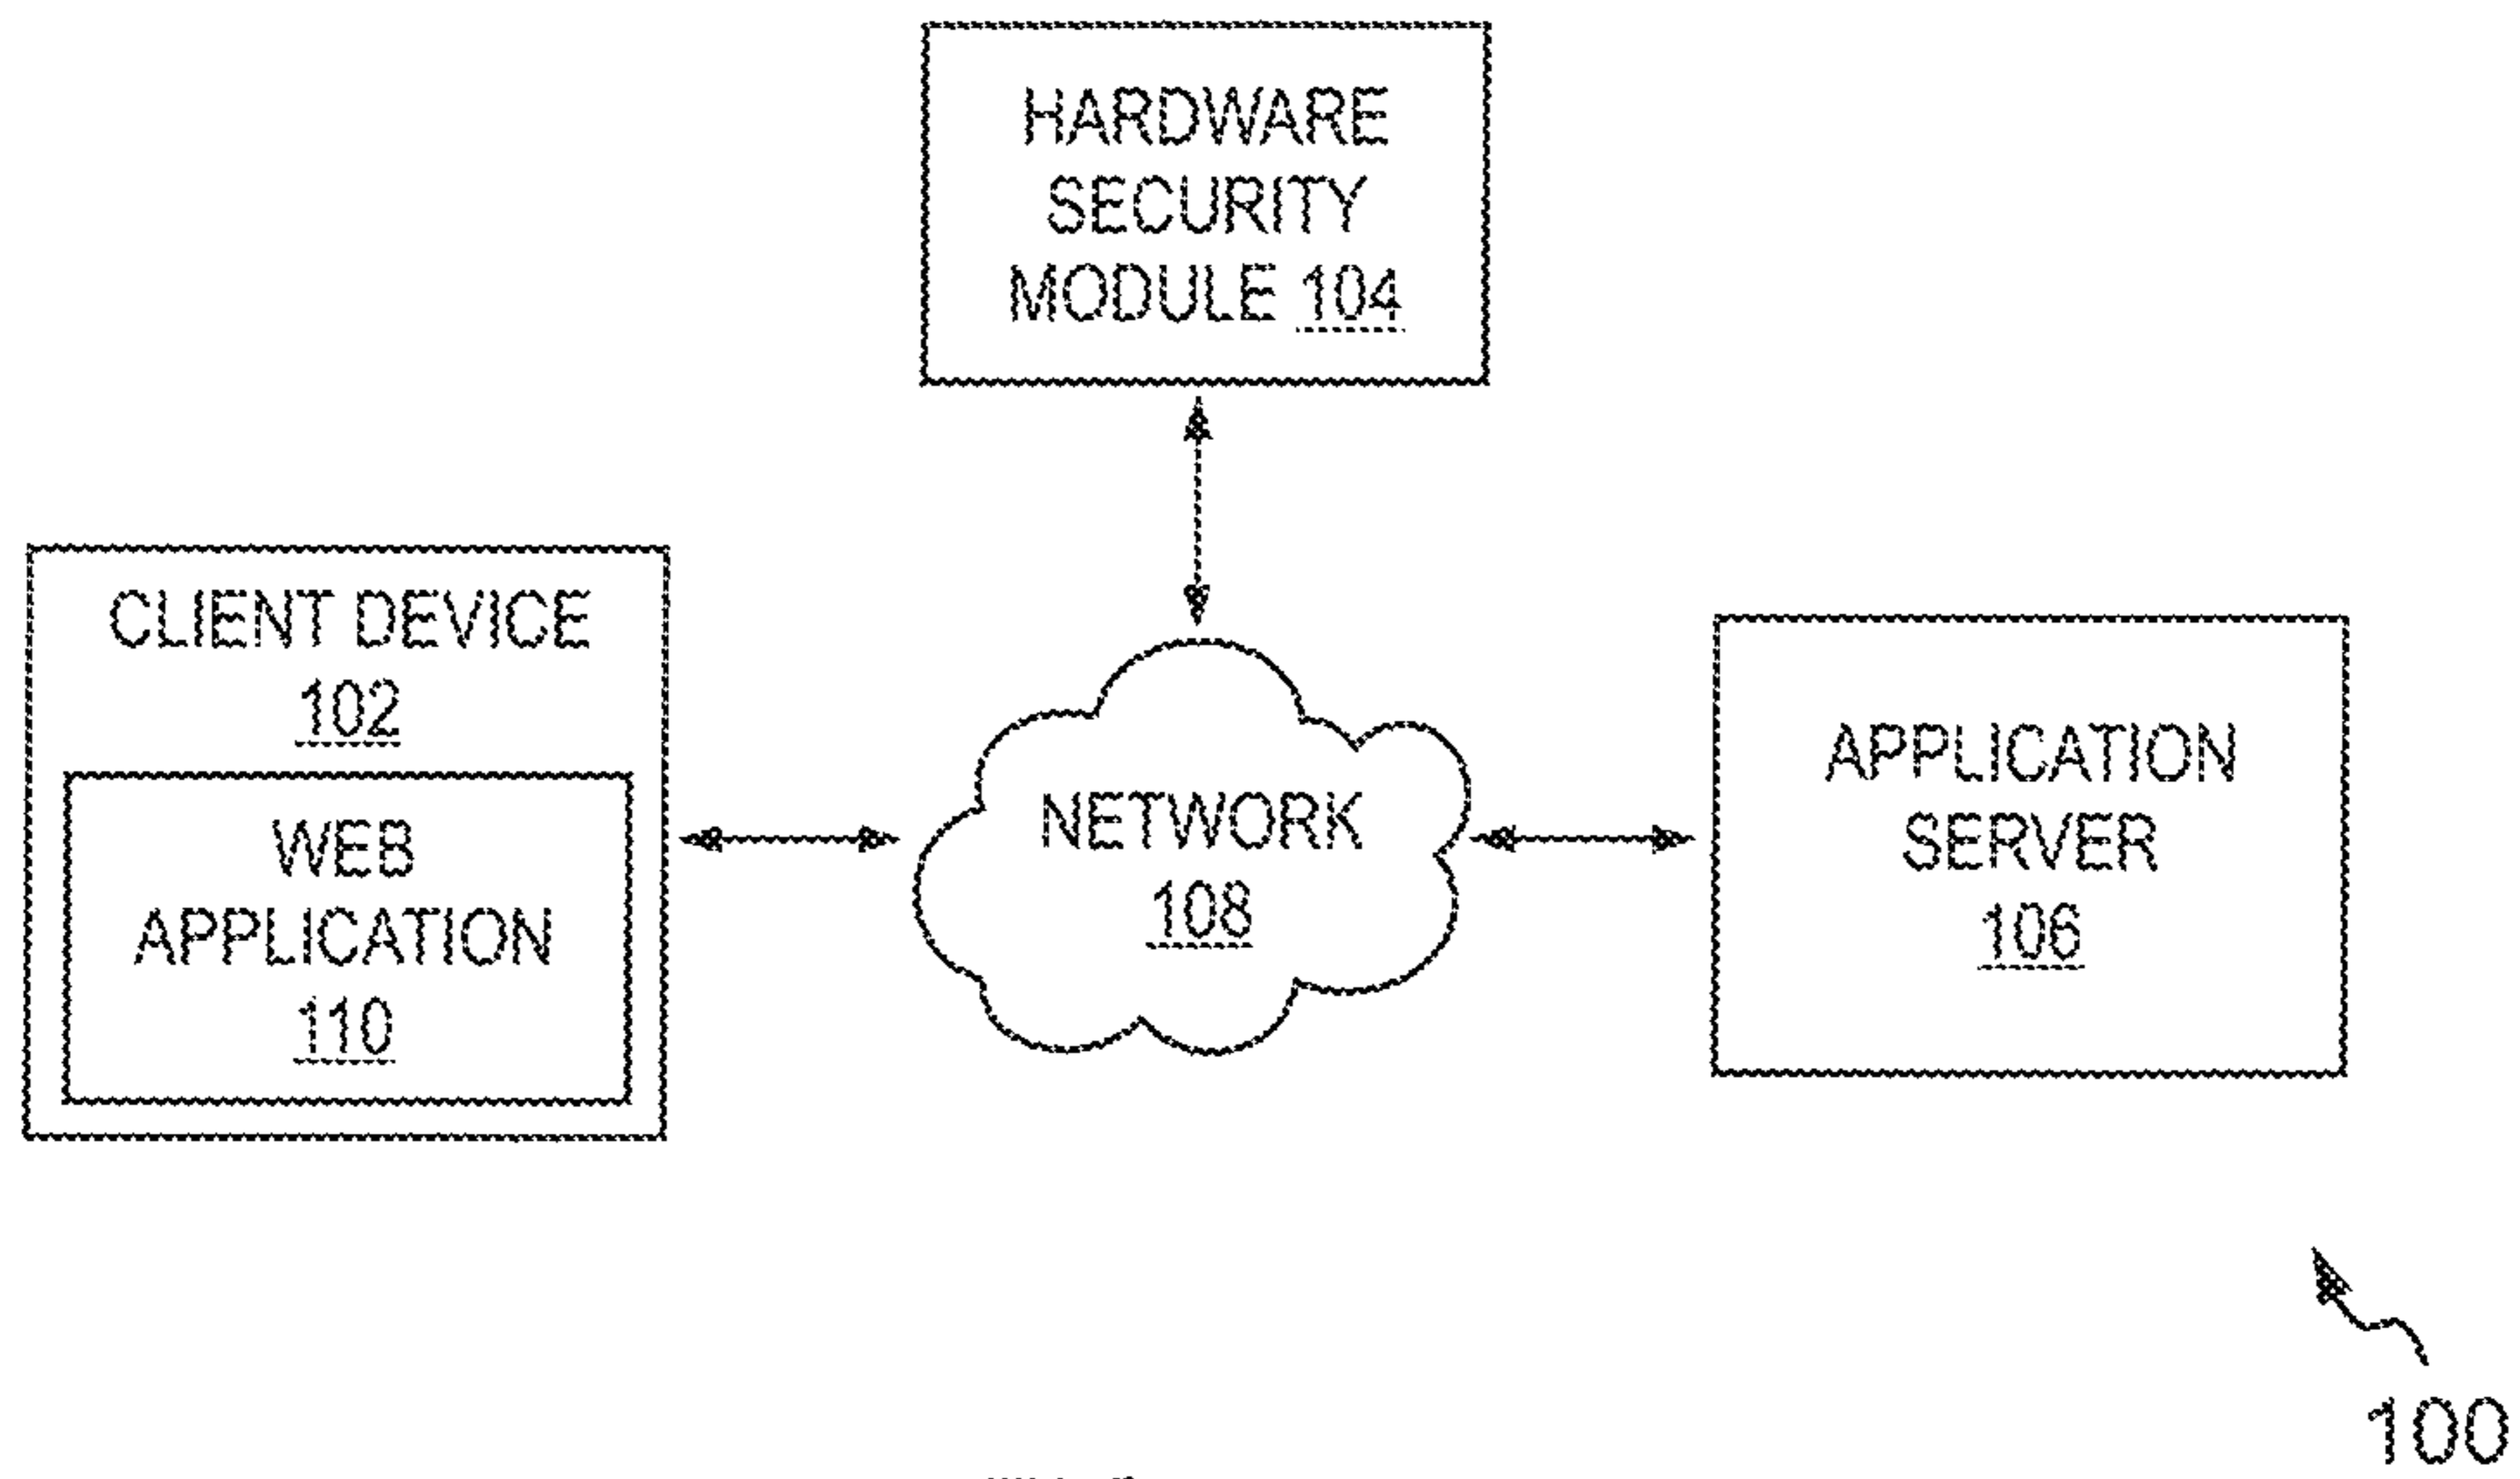 HARDWARE
SECURITY
MODULE 104
CLIENT DEVICE
102
WEB
APPLICATION
110
NETWORK
108
APPLICATION
SERVER
106
100